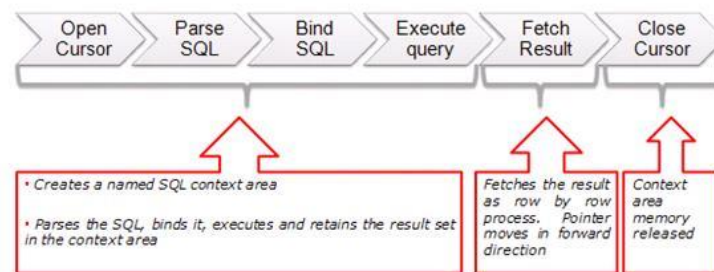 Open
Cursor
Parse
SQL
Bind
SQL
Execute
query
Fetch
Result
Close
Cursor
• Creates a named SQL context area
• Parses the SQL, binds it, executes and retains the result set
in the context area
Fetches the result
as row by row
process. Pointer
moves in forward
direction
Context
area
memory
released